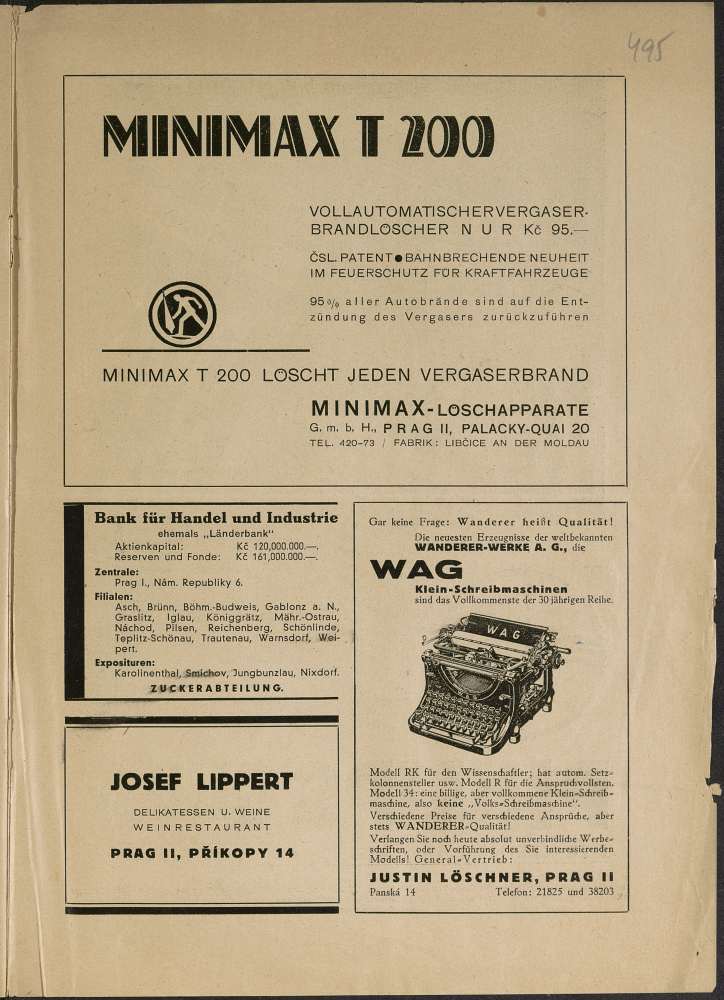 495
MINIMAX T 200
VOLLAUTOMATISCHERVERGASER-
BRANDLÖSCHER N U R Kč 95.—
ČSL. PATENT ● BAHNBRECHENDE NEUHEIT
IM FEUERSCHUTZ FÜR KRAFTFAHRZEUGE
95% aller Autobrände sind auf die Ent-
zündung des Vergasers zurückzuführen
MINIMAX T 200 LÖSCHT JEDEN VERGASERBRAND
MINIMAX-LÖSCHAPPARATE
G. m. b. H., PRAG II, PALACKY-QUAI 20
TEL. 420-73 / FABRIK: LIBČICE AN DER MOLDAU
Bank für Handel und Industrie
ehemals „Länderbank"
Aktienkapital: Kč 120,000.000.—.
Reserven und Fonde: Kč 161,000.000.—.
Zentrale:
Prag I., Nám. Republiky 6.
Filialen:
Asch, Brünn, Böhm.-Budweis, Gablonz a. N.,
Graslitz, Iglau, Königgrätz, Mähr.-Ostrau,
Náchod, Pilsen, Reichenberg, Schönlinde,
Teplitz-Schönau, Trautenau, Warnsdorf, Wei-
pert.
Exposituren:
Karolinenthal, Smichov, Jungbunzlau, Nixdorf.
ZUCKERABTEILUNG.
JOSEF LIPPERT
DELIKATESSEN U. WEINE
WEINRESTAURANT
PRAG II, PŘÍKOPY 14
Gar keine Frage: Wanderer heißt Qualität!
Die neuesten Erzeugnisse der weltbekannten
WANDERER-WERKE A. G., die
WAG
Klein-Schreibmaschinen
sind das Vollkommenste der 30 jährigen Reihe.
WAG
Modell RK für den Wissenschaftler; hat autom. Setz-
kolonnensteller usw. Modell R für die Anspruchvollsten.
Modell 34: eine billige, aber vollkommene Klein-Schreib-
maschine, also keine „Volks-Schreibmaschine".
Verschiedene Preise für verschiedene Ansprüche, aber
stets WANDERER-Qualität!
Verlangen Sie noch heute absolut unverbindliche Werbe-
schriften, oder Vorführung des Sie interessierenden
Modells! General-Vertrieb:
JUSTIN LÖSCHNER, PRAG II
Panská 14 Telefon: 21825 und 38203